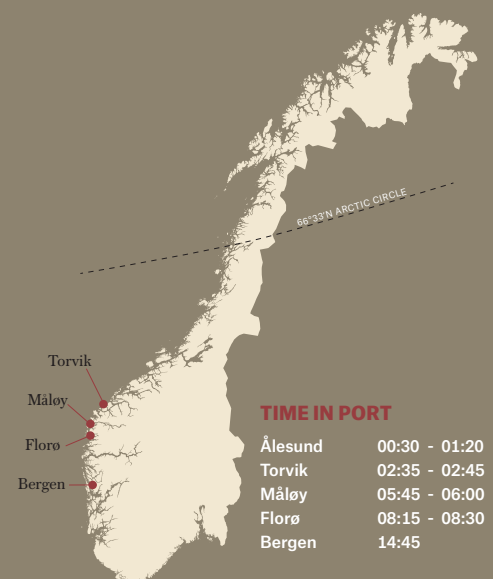 66°33'N ARCTIC CIRCLE
Torvik
Måløy
Florø
Bergen
TIME IN PORT
Ålesund 00:30 - 01:20
Torvik 02:35 - 02:45
Måløy 05:45 - 06:00
Florø 08:15 - 08:30
Bergen 14:45